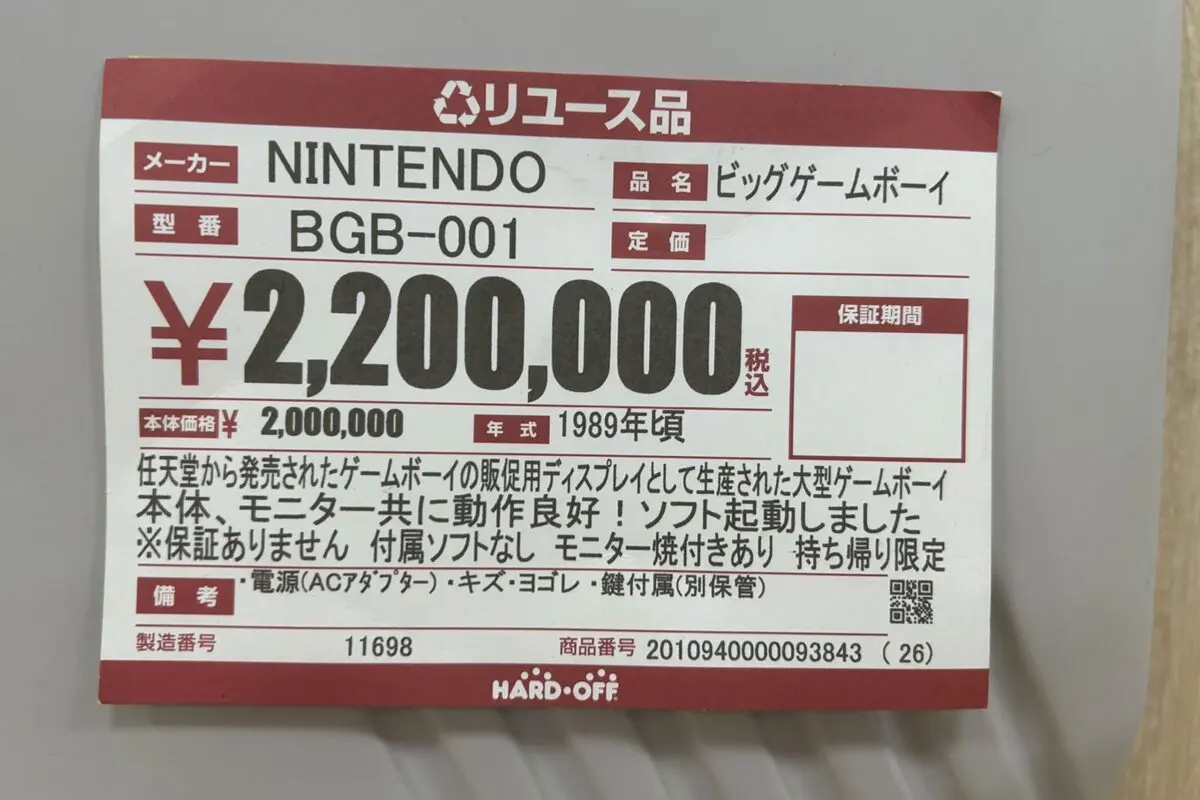 リユース品
メーカー NINTENDO 品名 ビッグゲームボーイ
型番 BGB-001 定価
¥2,200,000税込 保証期間
本体価格¥ 2,000,000 年式 1989年頃
任天堂から発売されたゲームボーイの販促用ディスプレイとして生産された大型ゲームボーイ
本体、モニター共に動作良好！ソフト起動しました
※保証ありません 付属ソフトなし モニター焼付きあり 持ち帰り限定
備考 ・電源(ACアダプター)・キズ・ヨゴレ・鍵付属(別保管)
製造番号 11698 商品番号 2010940000093843 (26)
HARD・OFF